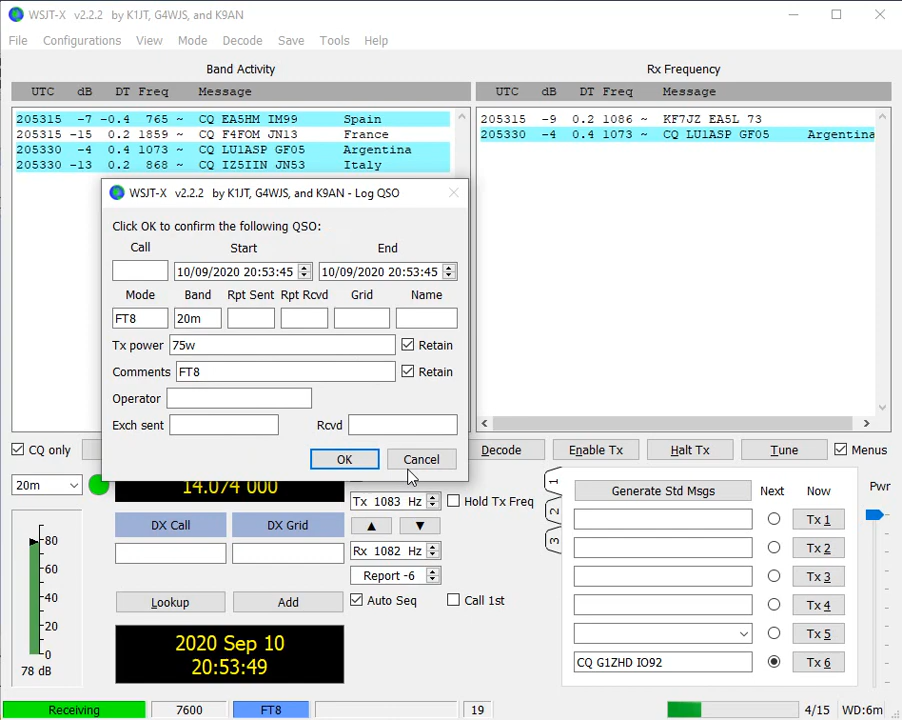 WSJT-X v2.2.2 by K1JT, G4WJS, and K9AN
File Configurations View Mode Decode Save Tools Help
Band Activity
UTC dB DT Freq Message
205315 -7 -0.4 765 ~ CQ EA5HM IM99 Spain
205315 -15 0.2 1859 ~ CQ F4FOM JN13 France
205330 -4 0.4 1073 ~ CQ LU1ASP GF05 Argentina
205330 -13 0.2 868 ~ CQ IZ5IIN JN53 Italy
Rx Frequency
UTC dB DT Freq Message
205315 -9 0.2 1086 ~ KF7JZ EA5L 73
205330 -4 0.4 1073 ~ CQ LU1ASP GF05 Argentina
WSJT-X v2.2.2 by K1JT, G4WJS, and K9AN - Log QSO
Click OK to confirm the following QSO:
Call Start End
10/09/2020 20:53:45 10/09/2020 20:53:45
Mode Band Rpt Sent Rpt Rcvd Grid Name
FT8 20m
Tx power 75w Retain
Comments FT8 Retain
Operator
Exch sent Rcvd
OK Cancel
CQ only Decode Enable Tx Halt Tx Tune Menus
20m 14.074 000 Tx 1083 Hz Hold Tx Freq
DX Call DX Grid
Rx 1082 Hz
Report -6
Lookup Add Auto Seq Call 1st
2020 Sep 10
20:53:49
80
60
40
20
0
78 dB
1
2
3
Generate Std Msgs Next Now Pwr
Tx 1
Tx 2
Tx 3
Tx 4
Tx 5
CQ G1ZHD IO92 Tx 6
Receiving 7600 FT8 19 4/15 WD:6m